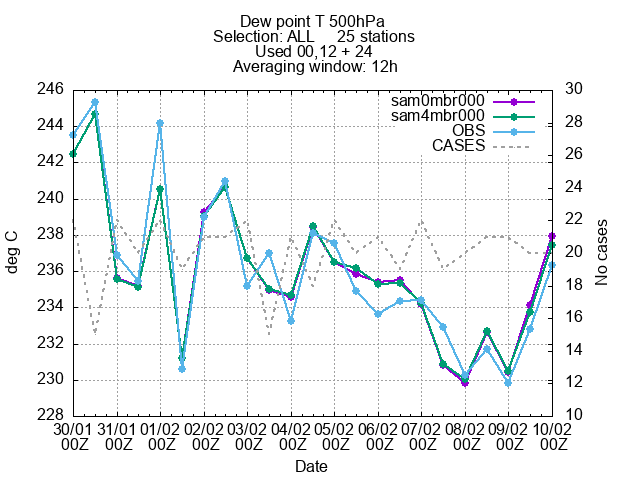 Dew point T 500hPa
Selection: ALL 25 stations
Used 00,12 + 24
Averaging window: 12h
246 30
sam0mbr000
sam4mbr000
OBS
CASES
244 28
242 26
240 24
238 22
236 20
234 18
232 16
230 14
12
228 10
deg C
No cases
30/01 31/01 01/02 02/02 03/02 04/02 05/02 06/02 07/02 08/02 09/02 10/02
00Z 00Z 00Z 00Z 00Z 00Z 00Z 00Z 00Z 00Z 00Z 00Z
Date